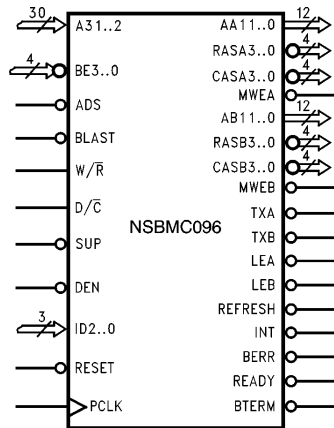 30
A31..2
4
BE3..0
ADS
BLAST
W/R̅
D/C̅
SUP
DEN
3
ID2..0
RESET
PCLK
NSBMC096
AA11..0
12
RASA3..0
4
CASA3..0
4
MWEA
AB11..0
12
RASB3..0
4
CASB3..0
4
MWEB
TXA
TXB
LEA
LEB
REFRESH
INT
BERR
READY
BTERM